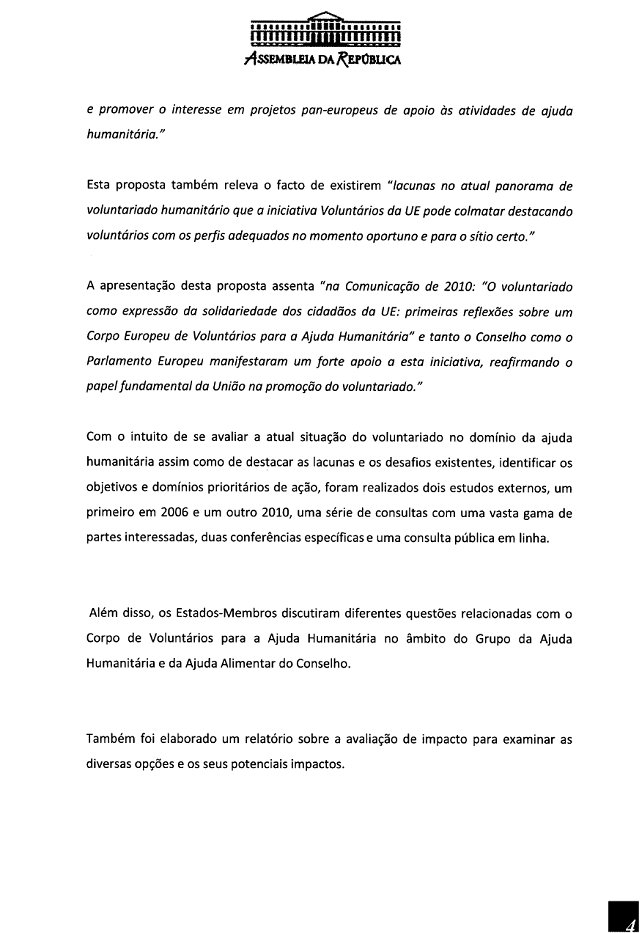 ASSEMBLEIA DA REPÚBLICA
e promover o interesse em projetos pan-europeus de apoio às atividades de ajuda
humanitária.”
Esta proposta também releva o facto de existirem “lacunas no atual panorama de
voluntariado humanitário que a iniciativa Voluntários da UE pode colmatar destacando
voluntários com os perfis adequados no momento oportuno e para o sítio certo.”
A apresentação desta proposta assenta “na Comunicação de 2010: “O voluntariado
como expressão da solidariedade dos cidadãos da UE: primeiras reflexões sobre um
Corpo Europeu de Voluntários para a Ajuda Humanitária” e tanto o Conselho como o
Parlamento Europeu manifestaram um forte apoio a esta iniciativa, reafirmando o
papel fundamental da União na promoção do voluntariado.”
Com o intuito de se avaliar a atual situação do voluntariado no domínio da ajuda
humanitária assim como de destacar as lacunas e os desafios existentes, identificar os
objetivos e domínios prioritários de ação, foram realizados dois estudos externos, um
primeiro em 2006 e um outro 2010, uma série de consultas com uma vasta gama de
partes interessadas, duas conferências específicas e uma consulta pública em linha.
Além disso, os Estados-Membros discutiram diferentes questões relacionadas com o
Corpo de Voluntários para a Ajuda Humanitária no âmbito do Grupo da Ajuda
Humanitária e da Ajuda Alimentar do Conselho.
Também foi elaborado um relatório sobre a avaliação de impacto para examinar as
diversas opções e os seus potenciais impactos.
4